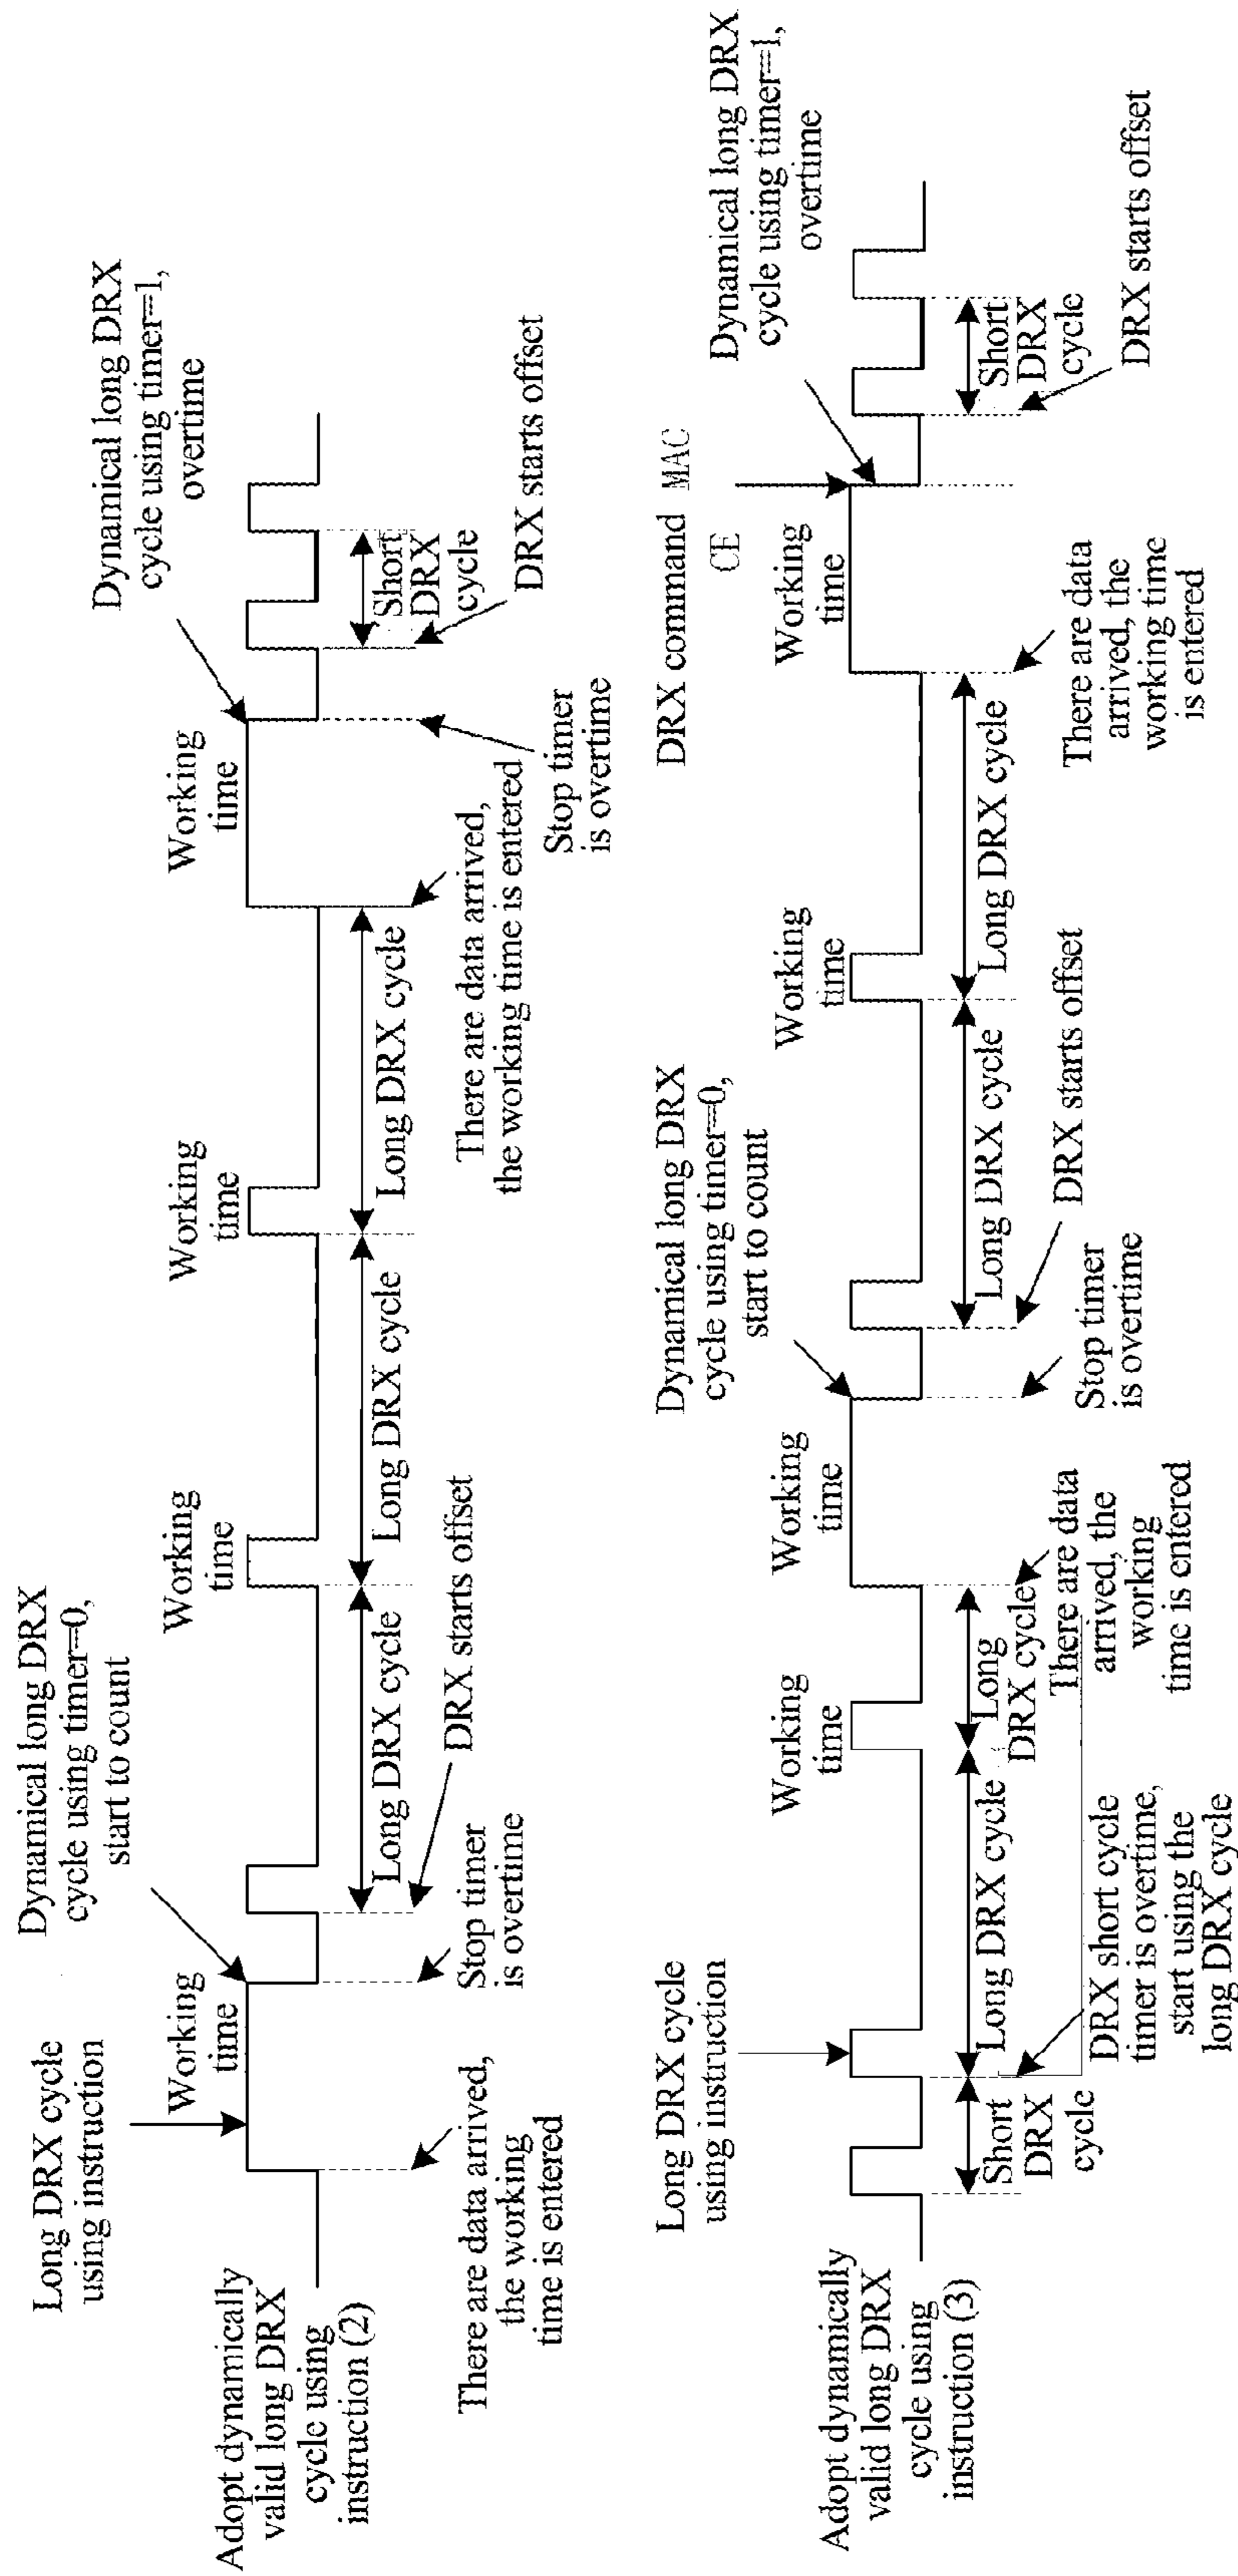 Long DRX cycle
using instruction
Dynamical long DRX
cycle using timer=0,
start to count
Dynamical long DRX
cycle using timer=1,
overtime
Working
time
Working
time
Working
time
Working
time
Adopt dynamically
valid long DRX
cycle using
instruction (2)
Long DRX cycle
Long DRX cycle
Long DRX cycle
Short
DRX
cycle
There are data arrived,
the working
time is entered
Stop timer
is overtime
DRX starts offset
There are data arrived,
the working time is entered
Stop timer
is overtime
DRX starts offset
Long DRX cycle
using instruction
Dynamical long DRX
cycle using timer=0,
start to count
DRX command MAC
CE
Dynamical long DRX
cycle using timer=1,
overtime
Working
time
Working
time
Working
time
Working
time
Adopt dynamically
valid long DRX
cycle using
instruction (3)
Short
DRX
cycle
Long DRX cycle
Long
DRX cycle
Long DRX cycle
Long DRX cycle
Short
DRX
cycle
DRX short cycle
timer is overtime,
start using the
long DRX cycle
There are data
arrived, the
working
time is entered
Stop timer
is overtime
DRX starts offset
There are data
arrived, the
working time
is entered
DRX starts offset